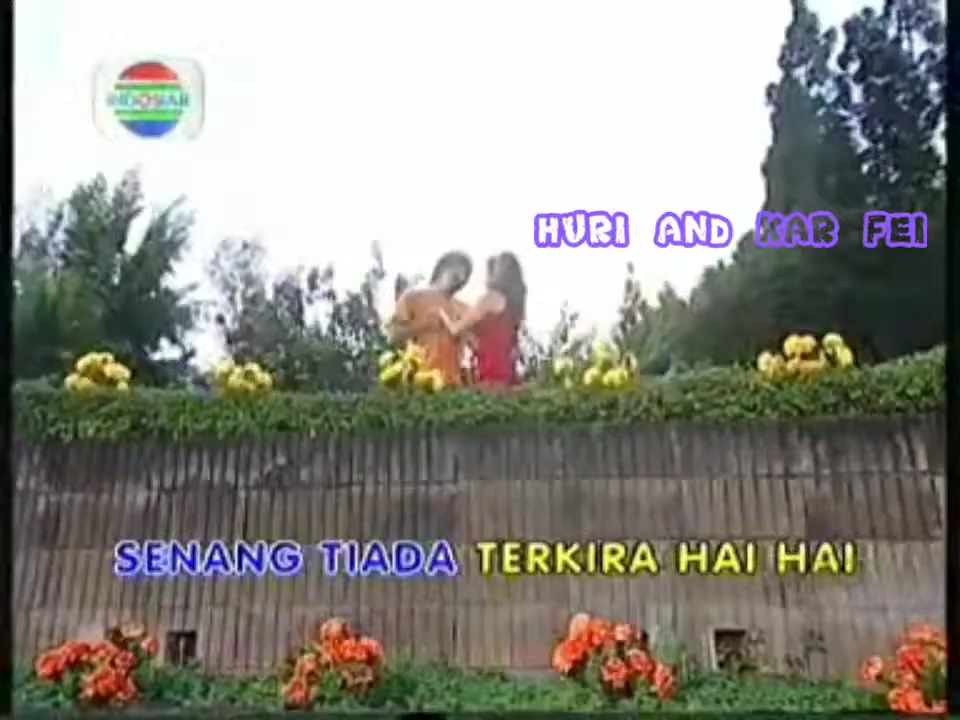 INDOSIAR
HURI AND KAR FEI
SENANG TIADA TERKIRA HAI HAI